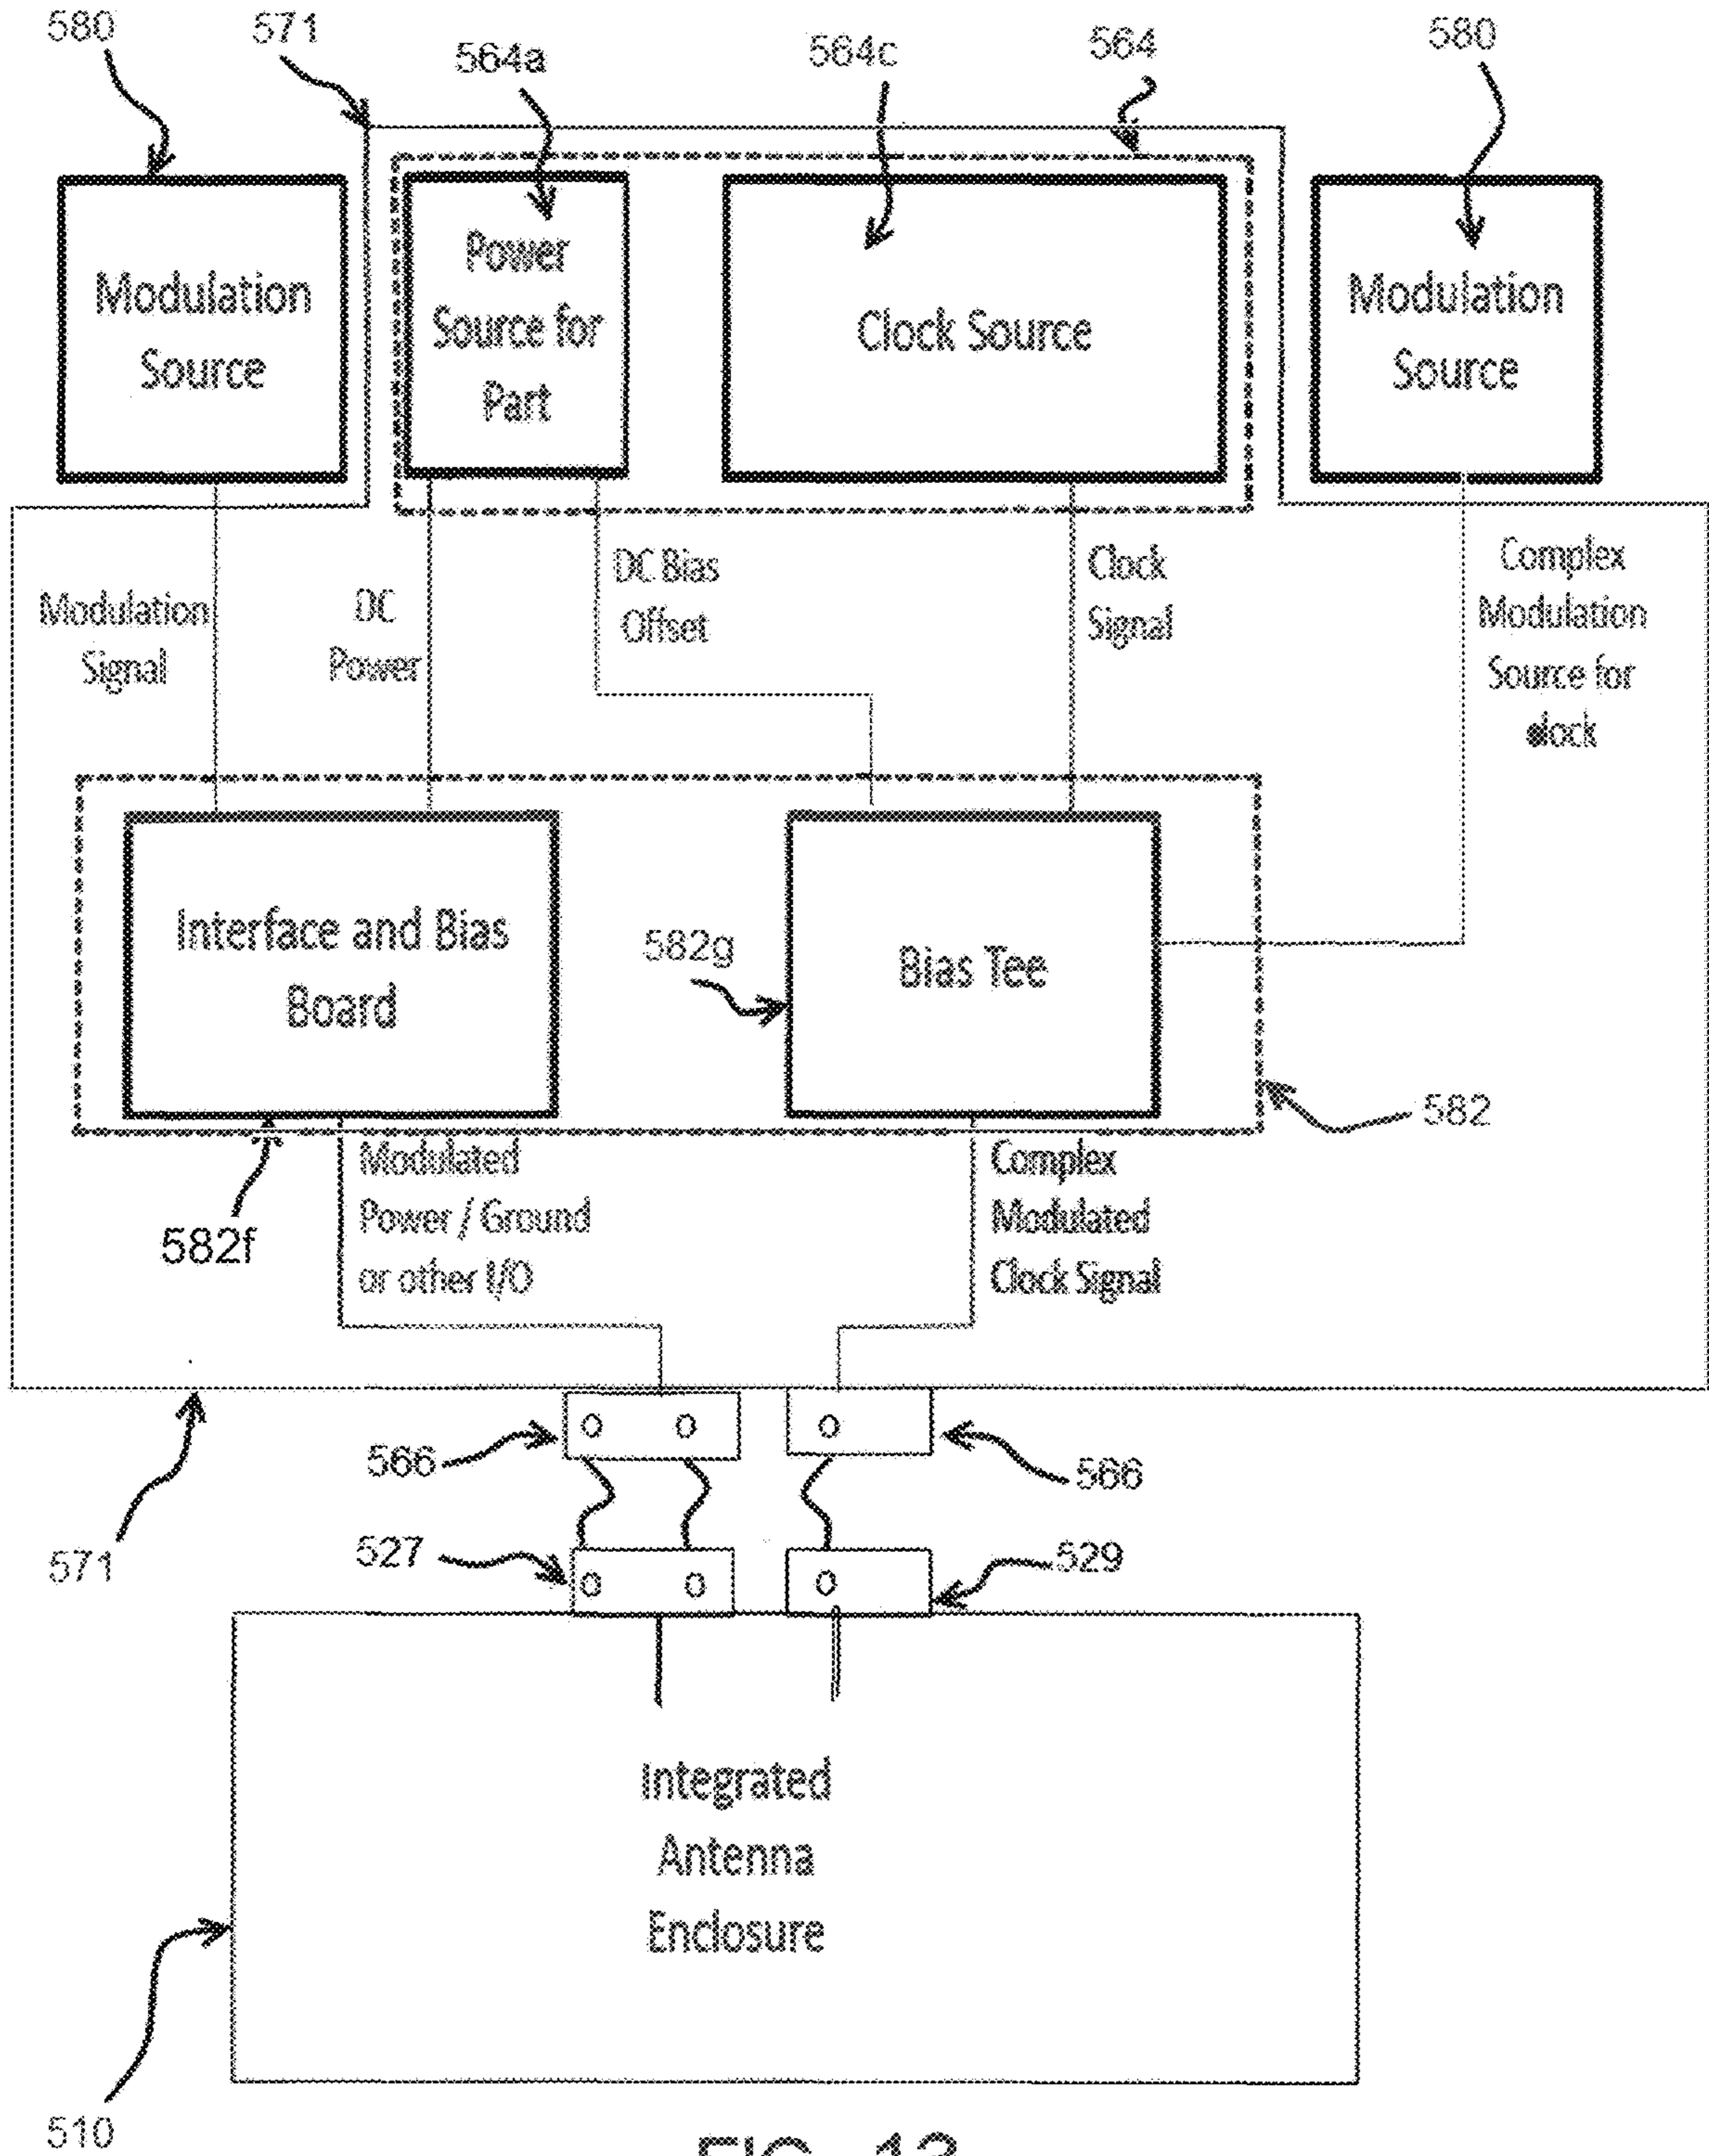 580
571
564a
564c
564
580
Modulation
Source
Power
Source for
Part
Clock Source
Modulation
Source
Modulation
Signal
DC
Power
DC Bias
Offset
Clock
Signal
Complex
Modulation
Source for
clock
Interface and Bias
Board
582g
Bias Tee
582
582f
Modulated
Power / Ground
or other I/O
Complex
Modulated
Clock Signal
566
566
571
527
529
Integrated
Antenna
Enclosure
510
FIG. 13